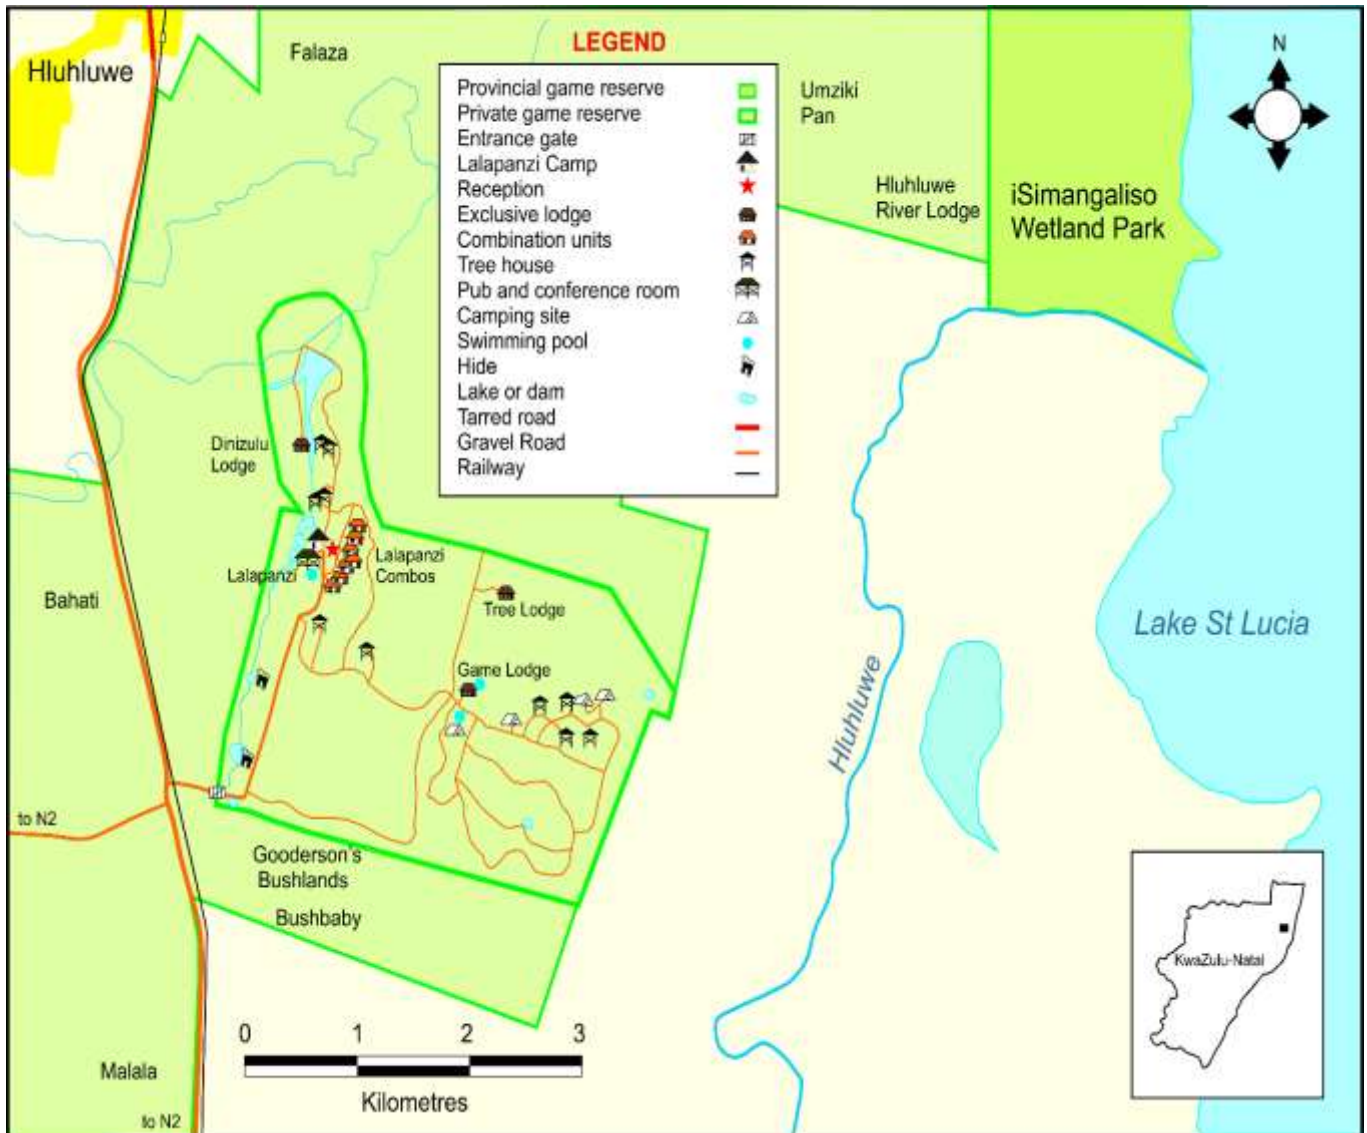 LEGEND
Provincial game reserve
Private game reserve
Entrance gate
Lalapanzi Camp
Reception
Exclusive lodge
Combination units
Tree house
Pub and conference room
Camping site
Swimming pool
Hide
Lake or dam
Tarred road
Gravel Road
Railway
Hluhluwe
Falaza
Umziki
Pan
Hluhluwe
River Lodge
iSimangaliso
Wetland Park
N
Dinizulu
Lodge
Lalapanzi
Lalapanzi
Combos
Tree Lodge
Game Lodge
Bahati
Lake St Lucia
Hluhluwe
to N2
Gooderson's
Bushlands
Bushbaby
KwaZulu-Natal
0 1 2 3
Kilometres
Malala
to N2